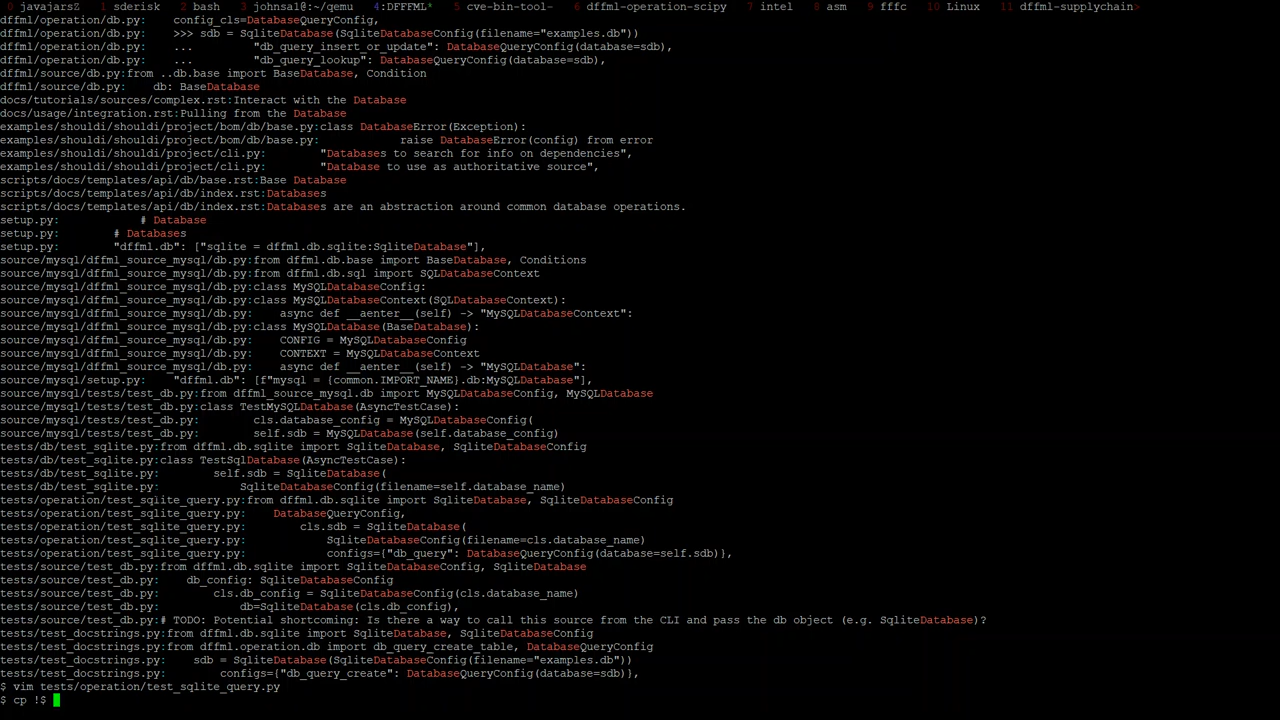 0 javajarsZ  1 sderisk  2 bash  3 johnsal@:~/qemu  4:DFFFML*  5 cve-bin-tool-  6 dffml-operation-scipy  7 intel  8 asm  9 fffc  10 Linux  11 dffml-supplychain>
dffml/operation/db.py:    config_cls=DatabaseQueryConfig,
dffml/operation/db.py:    >>> sdb = SqliteDatabase(SqliteDatabaseConfig(filename="examples.db"))
dffml/operation/db.py:    ...         "db_query_insert_or_update": DatabaseQueryConfig(database=sdb),
dffml/operation/db.py:    ...         "db_query_lookup": DatabaseQueryConfig(database=sdb),
dffml/source/db.py:from ..db.base import BaseDatabase, Condition
dffml/source/db.py:    db: BaseDatabase
docs/tutorials/sources/complex.rst:Interact with the Database
docs/usage/integration.rst:Pulling from the Database
examples/shouldi/shouldi/project/bom/db/base.py:class DatabaseError(Exception):
examples/shouldi/shouldi/project/bom/db/base.py:            raise DatabaseError(config) from error
examples/shouldi/shouldi/project/cli.py:        "Databases to search for info on dependencies",
examples/shouldi/shouldi/project/cli.py:        "Database to use as authoritative source",
scripts/docs/templates/api/db/base.rst:Base Database
scripts/docs/templates/api/db/index.rst:Databases
scripts/docs/templates/api/db/index.rst:Databases are an abstraction around common database operations.
setup.py:            # Database
setup.py:        # Databases
setup.py:        "dffml.db": ["sqlite = dffml.db.sqlite:SqliteDatabase"],
source/mysql/dffml_source_mysql/db.py:from dffml.db.base import BaseDatabase, Conditions
source/mysql/dffml_source_mysql/db.py:from dffml.db.sql import SQLDatabaseContext
source/mysql/dffml_source_mysql/db.py:class MySQLDatabaseConfig:
source/mysql/dffml_source_mysql/db.py:class MySQLDatabaseContext(SQLDatabaseContext):
source/mysql/dffml_source_mysql/db.py:    async def __aenter__(self) -> "MySQLDatabaseContext":
source/mysql/dffml_source_mysql/db.py:class MySQLDatabase(BaseDatabase):
source/mysql/dffml_source_mysql/db.py:    CONFIG = MySQLDatabaseConfig
source/mysql/dffml_source_mysql/db.py:    CONTEXT = MySQLDatabaseContext
source/mysql/dffml_source_mysql/db.py:    async def __aenter__(self) -> "MySQLDatabase":
source/mysql/setup.py:    "dffml.db": [f"mysql = {common.IMPORT_NAME}.db:MySQLDatabase"],
source/mysql/tests/test_db.py:from dffml_source_mysql.db import MySQLDatabaseConfig, MySQLDatabase
source/mysql/tests/test_db.py:class TestMySQLDatabase(AsyncTestCase):
source/mysql/tests/test_db.py:        cls.database_config = MySQLDatabaseConfig(
source/mysql/tests/test_db.py:        self.sdb = MySQLDatabase(self.database_config)
tests/db/test_sqlite.py:from dffml.db.sqlite import SqliteDatabase, SqliteDatabaseConfig
tests/db/test_sqlite.py:class TestSqlDatabase(AsyncTestCase):
tests/db/test_sqlite.py:        self.sdb = SqliteDatabase(
tests/db/test_sqlite.py:            SqliteDatabaseConfig(filename=self.database_name)
tests/operation/test_sqlite_query.py:from dffml.db.sqlite import SqliteDatabase, SqliteDatabaseConfig
tests/operation/test_sqlite_query.py:    DatabaseQueryConfig,
tests/operation/test_sqlite_query.py:        cls.sdb = SqliteDatabase(
tests/operation/test_sqlite_query.py:            SqliteDatabaseConfig(filename=cls.database_name)
tests/operation/test_sqlite_query.py:            configs={"db_query": DatabaseQueryConfig(database=self.sdb)},
tests/source/test_db.py:from dffml.db.sqlite import SqliteDatabaseConfig, SqliteDatabase
tests/source/test_db.py:    db_config: SqliteDatabaseConfig
tests/source/test_db.py:        cls.db_config = SqliteDatabaseConfig(cls.database_name)
tests/source/test_db.py:            db=SqliteDatabase(cls.db_config),
tests/source/test_db.py:# TODO: Potential shortcoming: Is there a way to call this source from the CLI and pass the db object (e.g. SqliteDatabase)?
tests/test_docstrings.py:from dffml.db.sqlite import SqliteDatabase, SqliteDatabaseConfig
tests/test_docstrings.py:from dffml.operation.db import db_query_create_table, DatabaseQueryConfig
tests/test_docstrings.py:    sdb = SqliteDatabase(SqliteDatabaseConfig(filename="examples.db"))
tests/test_docstrings.py:        configs={"db_query_create": DatabaseQueryConfig(database=sdb)},
$ vim tests/operation/test_sqlite_query.py
$ cp !$